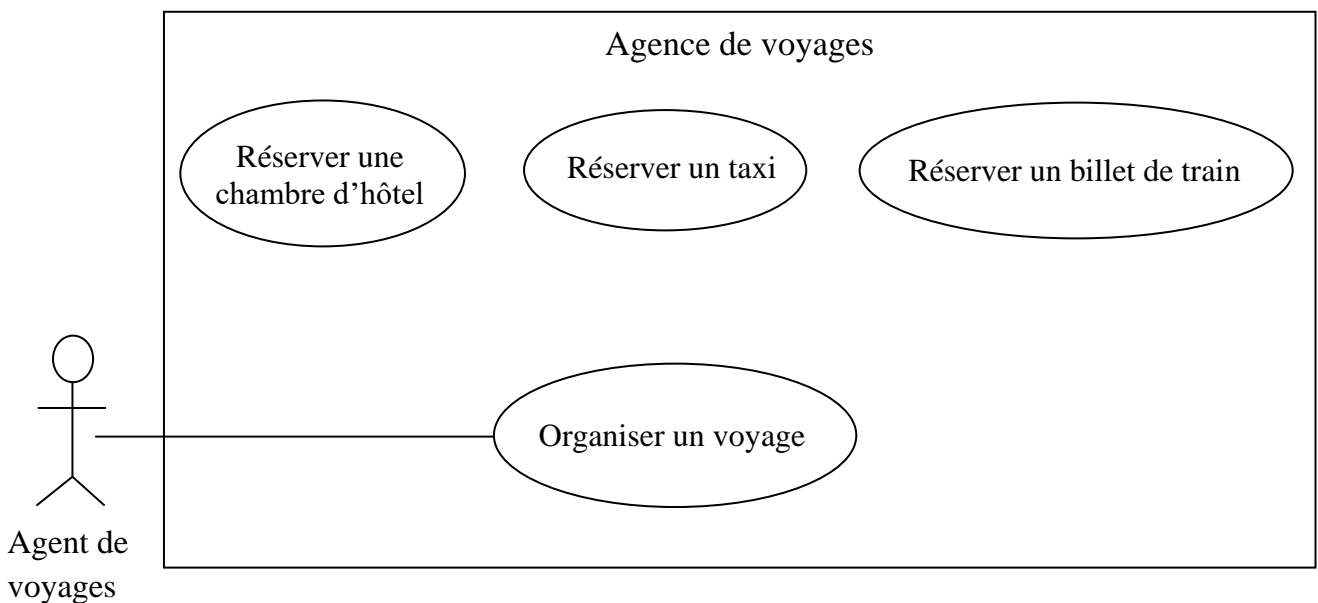 Agence de voyages
Réserver une
chambre d’hôtel
Réserver un taxi
Réserver un billet de train
Organiser un voyage
Agent de
voyages